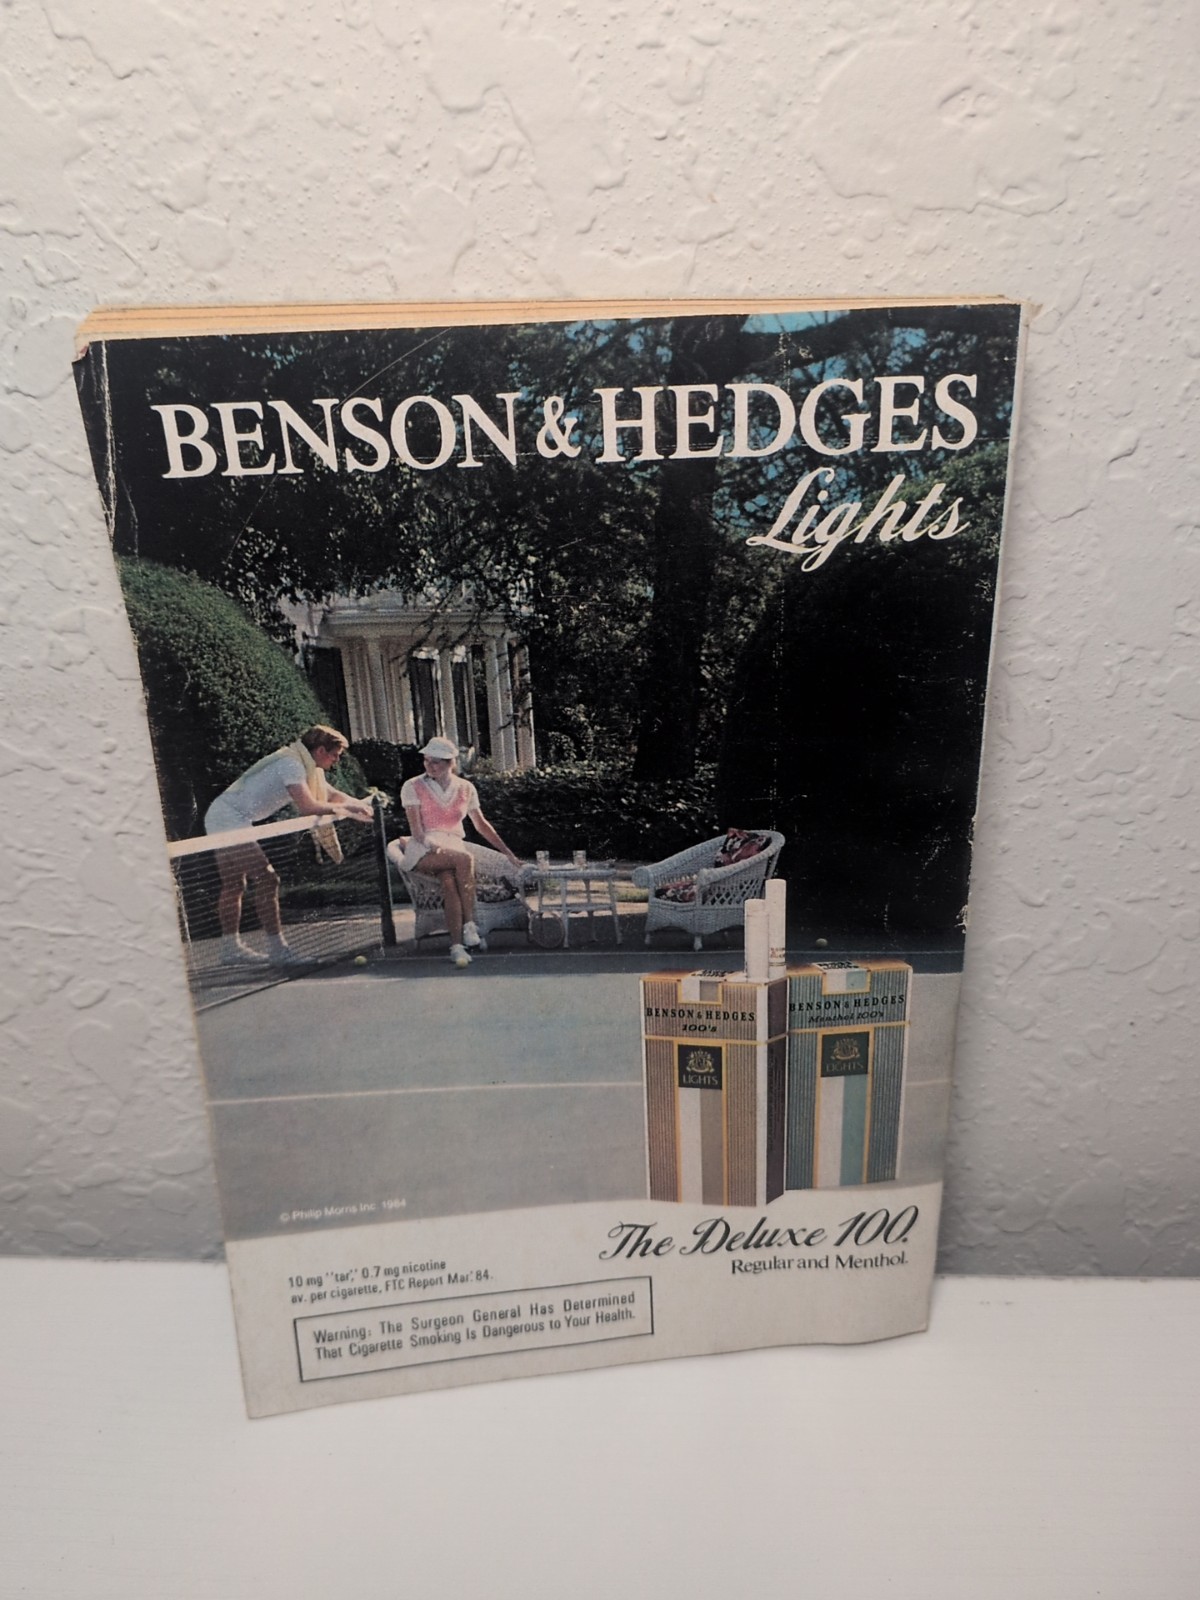 BENSON & HEDGES
Lights
BENSON & HEDGES
100's
LIGHTS
BENSON & HEDGES
Menthol 100's
LIGHTS
© Philip Morris Inc. 1984
The Deluxe 100.
Regular and Menthol.
10 mg "tar," 0.7 mg nicotine
av. per cigarette, FTC Report Mar.' 84.
Warning: The Surgeon General Has Determined
That Cigarette Smoking Is Dangerous to Your Health.